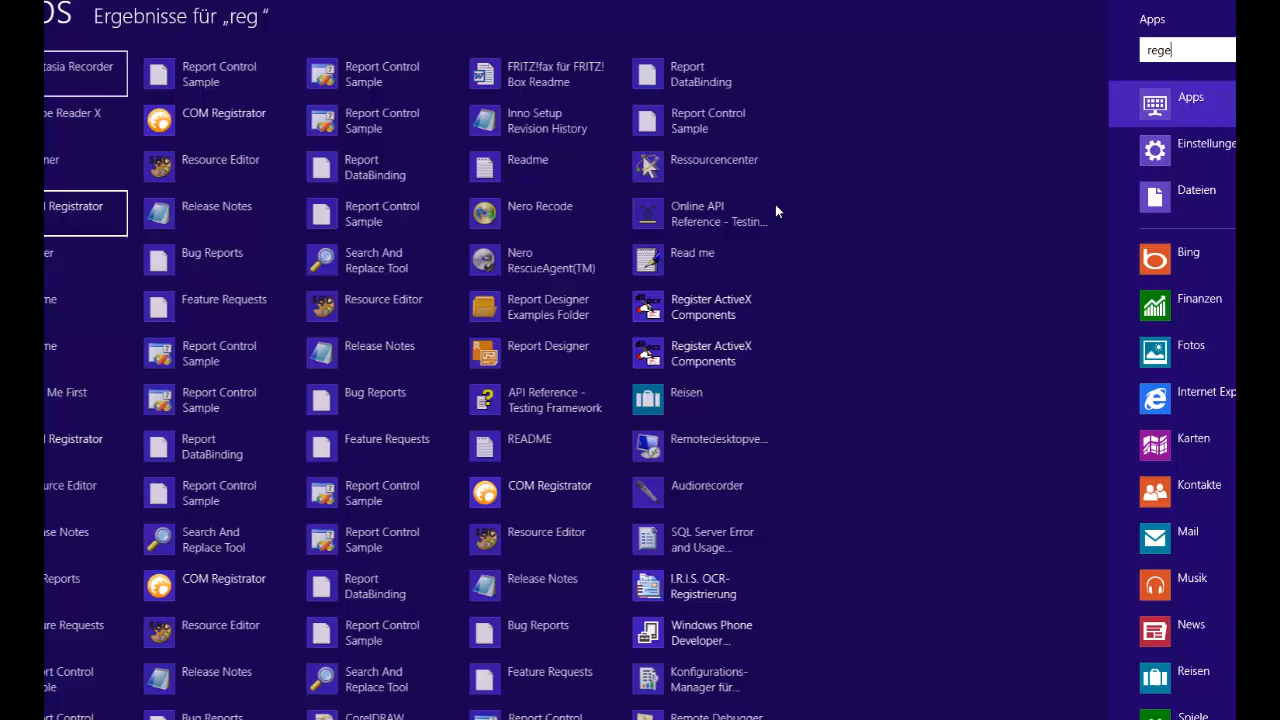 OS
Ergebnisse für „reg “
tasia Recorder
be Reader X
ner
Registrator
er
me
me
Me First
Registrator
urce Editor
se Notes
Reports
ure Requests
rt Control
ble
rt Control
Report Control
Sample
COM Registrator
Resource Editor
Release Notes
Bug Reports
Feature Requests
Report Control
Sample
Report Control
Sample
Report
DataBinding
Report Control
Sample
Search And
Replace Tool
COM Registrator
Resource Editor
Release Notes
Bug Reports
Report Control
Sample
Report Control
Sample
Report
DataBinding
Report Control
Sample
Search And
Replace Tool
Resource Editor
Release Notes
Bug Reports
Feature Requests
Report Control
Sample
Report Control
Sample
Report
DataBinding
Report Control
Sample
Search And
Replace Tool
CorelDRAW
FRITZ!fax für FRITZ!
Box Readme
Inno Setup
Revision History
Readme
Nero Recode
Nero
RescueAgent(TM)
Report Designer
Examples Folder
Report Designer
API Reference -
Testing Framework
README
COM Registrator
Resource Editor
Release Notes
Bug Reports
Feature Requests
Report Control
Report
DataBinding
Report Control
Sample
Ressourcencenter
Online API
Reference - Testin...
Read me
Register ActiveX
Components
Register ActiveX
Components
Reisen
Remotedesktopve...
Audiorecorder
SQL Server Error
and Usage...
I.R.I.S. OCR-
Registrierung
Windows Phone
Developer...
Konfigurations-
Manager für...
Remote Debugger
Apps
rege
Apps
Einstellunge
Dateien
Bing
Finanzen
Fotos
Internet Exp
Karten
Kontakte
Mail
Musik
News
Reisen
Spiele